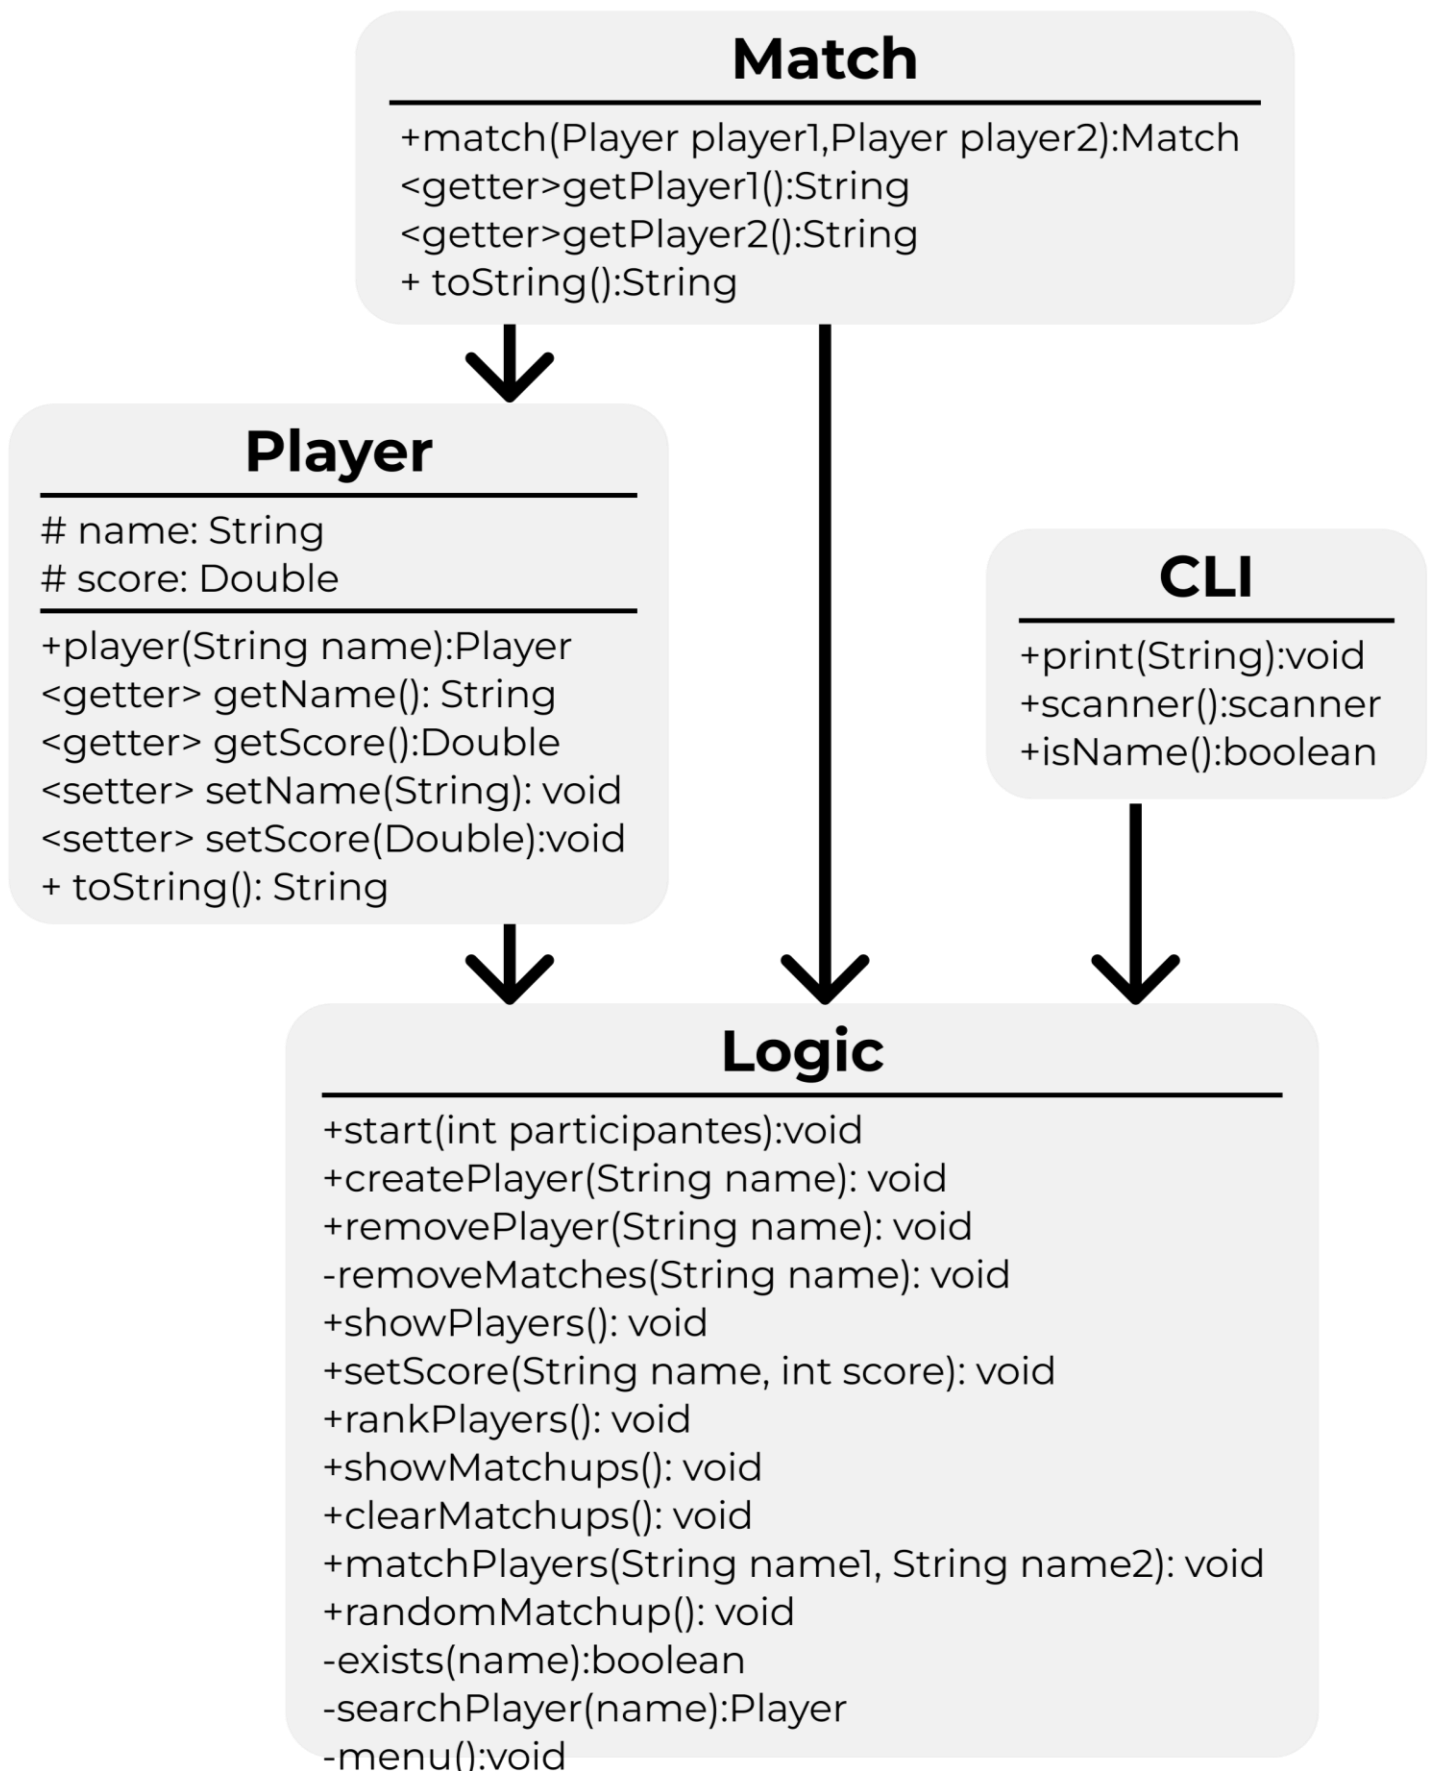 Match
+match(Player player1,Player player2):Match
<getter>getPlayer1():String
<getter>getPlayer2():String
+ toString():String
Player
# name: String
# score: Double
+player(String name):Player
<getter> getName(): String
<getter> getScore():Double
<setter> setName(String): void
<setter> setScore(Double):void
+ toString(): String
CLI
+print(String):void
+scanner():scanner
+isName():boolean
Logic
+start(int participantes):void
+createPlayer(String name): void
+removePlayer(String name): void
-removeMatches(String name): void
+showPlayers(): void
+setScore(String name, int score): void
+rankPlayers(): void
+showMatchups(): void
+clearMatchups(): void
+matchPlayers(String name1, String name2): void
+randomMatchup(): void
-exists(name):boolean
-searchPlayer(name):Player
-menu():void